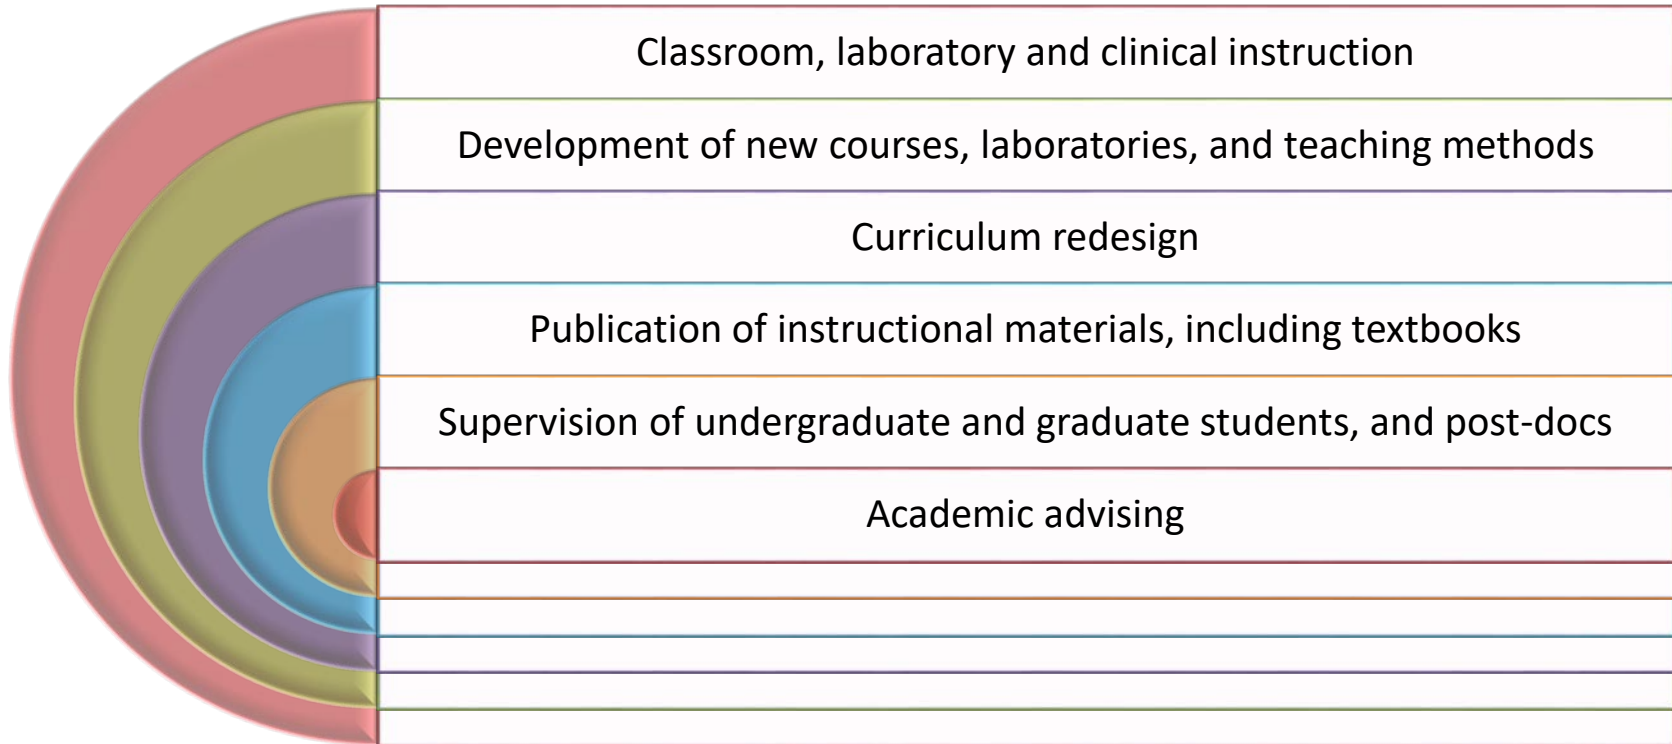 Classroom, laboratory and clinical instruction
Development of new courses, laboratories, and teaching methods
Curriculum redesign
Publication of instructional materials, including textbooks
Supervision of undergraduate and graduate students, and post-docs
Academic advising